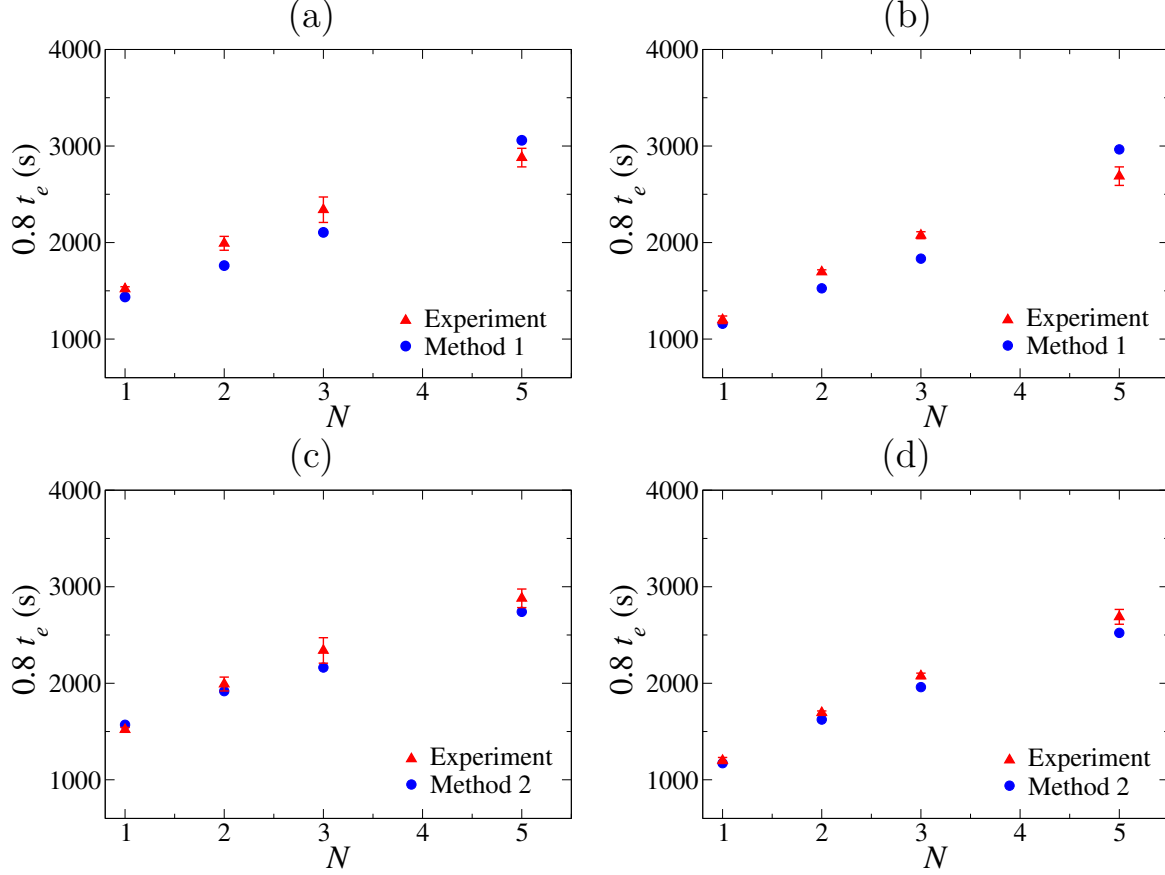 (a)
4000
3000
2000
1000
0.8 t_e (s)
Experiment
Method 1
1 2 3 4 5
N
(b)
4000
3000
2000
1000
0.8 t_e (s)
Experiment
Method 1
1 2 3 4 5
N
(c)
4000
3000
2000
1000
0.8 t_e (s)
Experiment
Method 2
1 2 3 4 5
N
(d)
4000
3000
2000
1000
0.8 t_e (s)
Experiment
Method 2
1 2 3 4 5
N